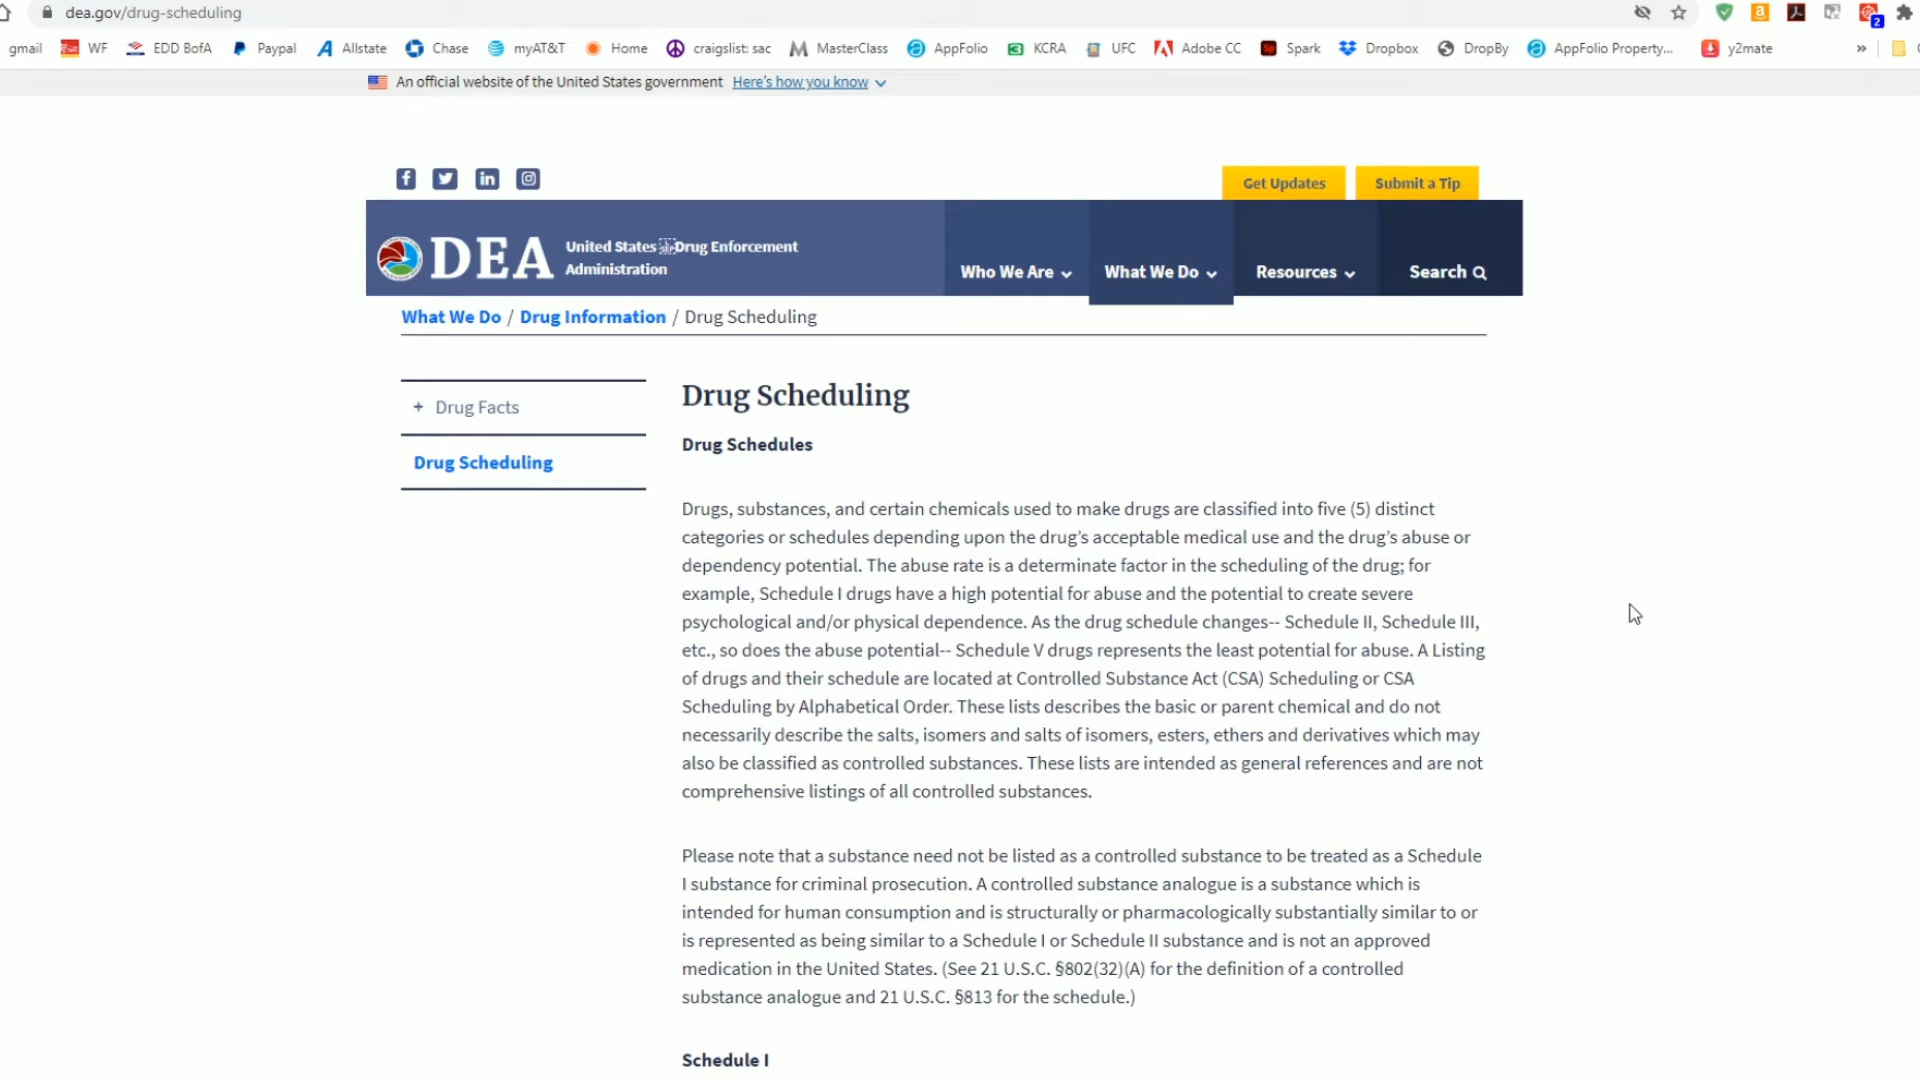 dea.gov/drug-scheduling
2
gmail WF EDD BofA Paypal Allstate Chase myAT&T Home craigslist: sac MasterClass AppFolio KCRA UFC Adobe CC Spark Dropbox DropBy AppFolio Property... y2mate »
An official website of the United States government Here's how you know
Get Updates Submit a Tip
DEA United States Drug Enforcement
Administration
Who We Are What We Do Resources Search
What We Do / Drug Information / Drug Scheduling
+ Drug Facts
Drug Scheduling
Drug Scheduling
Drug Schedules
Drugs, substances, and certain chemicals used to make drugs are classified into five (5) distinct
categories or schedules depending upon the drug’s acceptable medical use and the drug’s abuse or
dependency potential. The abuse rate is a determinate factor in the scheduling of the drug; for
example, Schedule I drugs have a high potential for abuse and the potential to create severe
psychological and/or physical dependence. As the drug schedule changes-- Schedule II, Schedule III,
etc., so does the abuse potential-- Schedule V drugs represents the least potential for abuse. A Listing
of drugs and their schedule are located at Controlled Substance Act (CSA) Scheduling or CSA
Scheduling by Alphabetical Order. These lists describes the basic or parent chemical and do not
necessarily describe the salts, isomers and salts of isomers, esters, ethers and derivatives which may
also be classified as controlled substances. These lists are intended as general references and are not
comprehensive listings of all controlled substances.
Please note that a substance need not be listed as a controlled substance to be treated as a Schedule
I substance for criminal prosecution. A controlled substance analogue is a substance which is
intended for human consumption and is structurally or pharmacologically substantially similar to or
is represented as being similar to a Schedule I or Schedule II substance and is not an approved
medication in the United States. (See 21 U.S.C. §802(32)(A) for the definition of a controlled
substance analogue and 21 U.S.C. §813 for the schedule.)
Schedule I